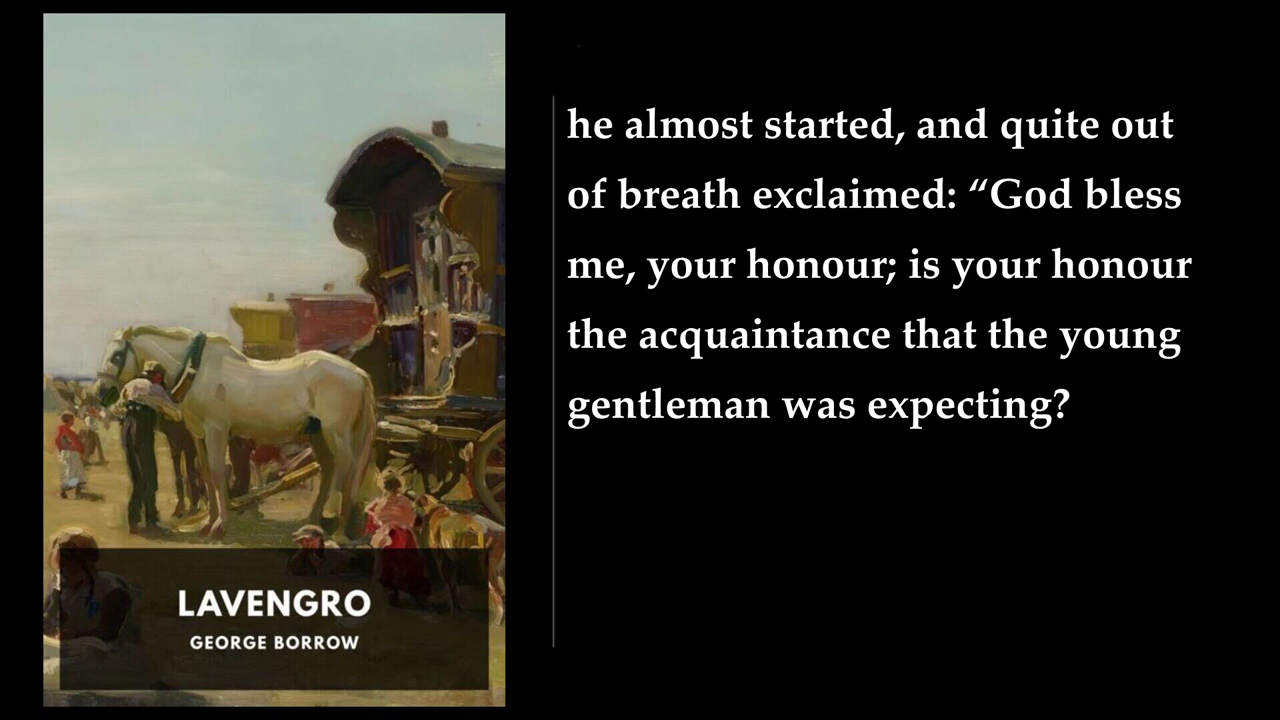 he almost started, and quite out
of breath exclaimed: “God bless
me, your honour; is your honour
the acquaintance that the young
gentleman was expecting?
LAVENGRO
GEORGE BORROW